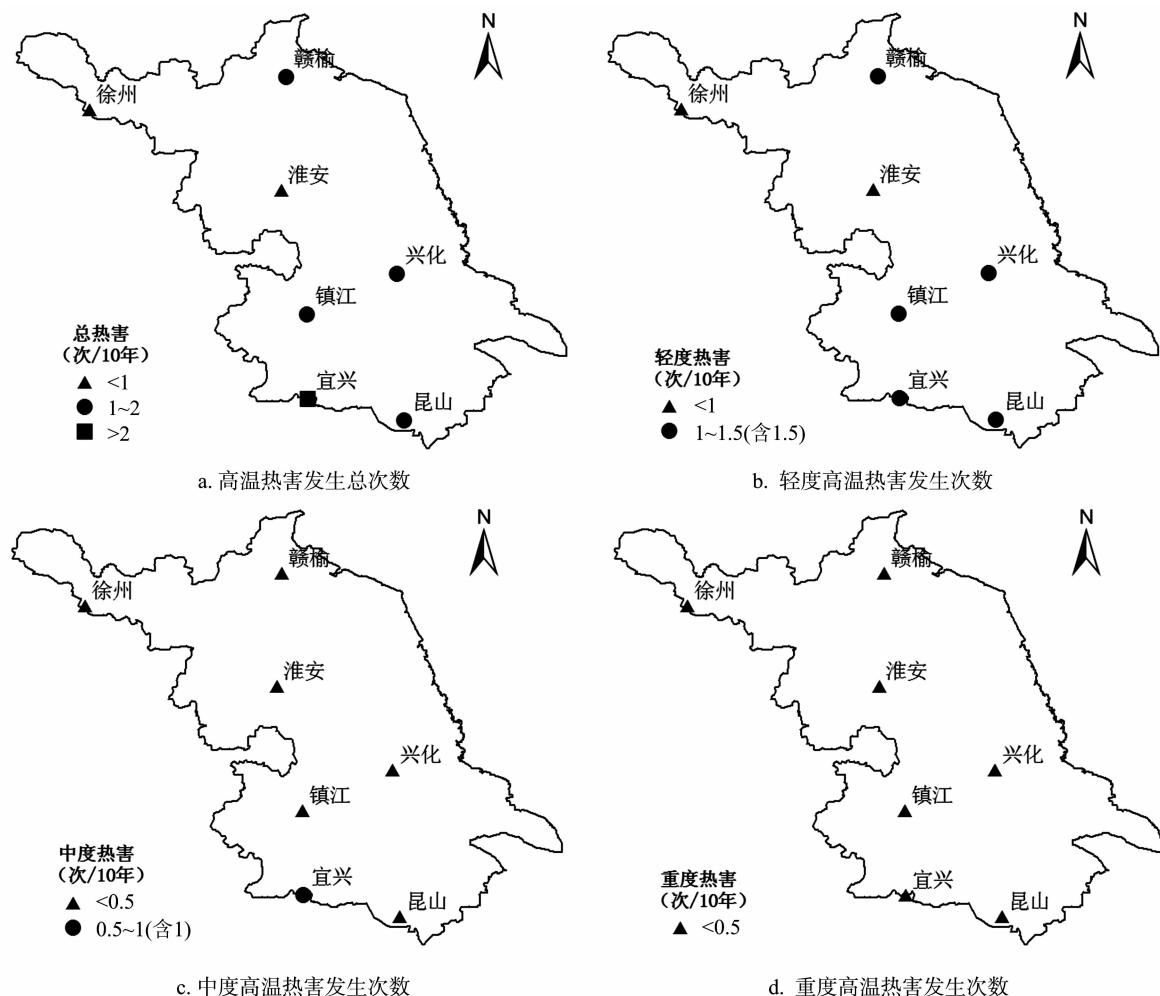 N
赣榆
徐州
淮安
兴化
镇江
宜兴
昆山
总热害
（次/10年）
<1
1~2
>2
a. 高温热害发生总次数
N
赣榆
徐州
淮安
兴化
镇江
宜兴
昆山
轻度热害
（次/10年）
<1
1~1.5(含1.5)
b. 轻度高温热害发生次数
N
赣榆
徐州
淮安
兴化
镇江
宜兴
昆山
中度热害
（次/10年）
<0.5
0.5~1(含1)
c. 中度高温热害发生次数
N
赣榆
徐州
淮安
兴化
镇江
宜兴
昆山
重度热害
（次/10年）
<0.5
d. 重度高温热害发生次数